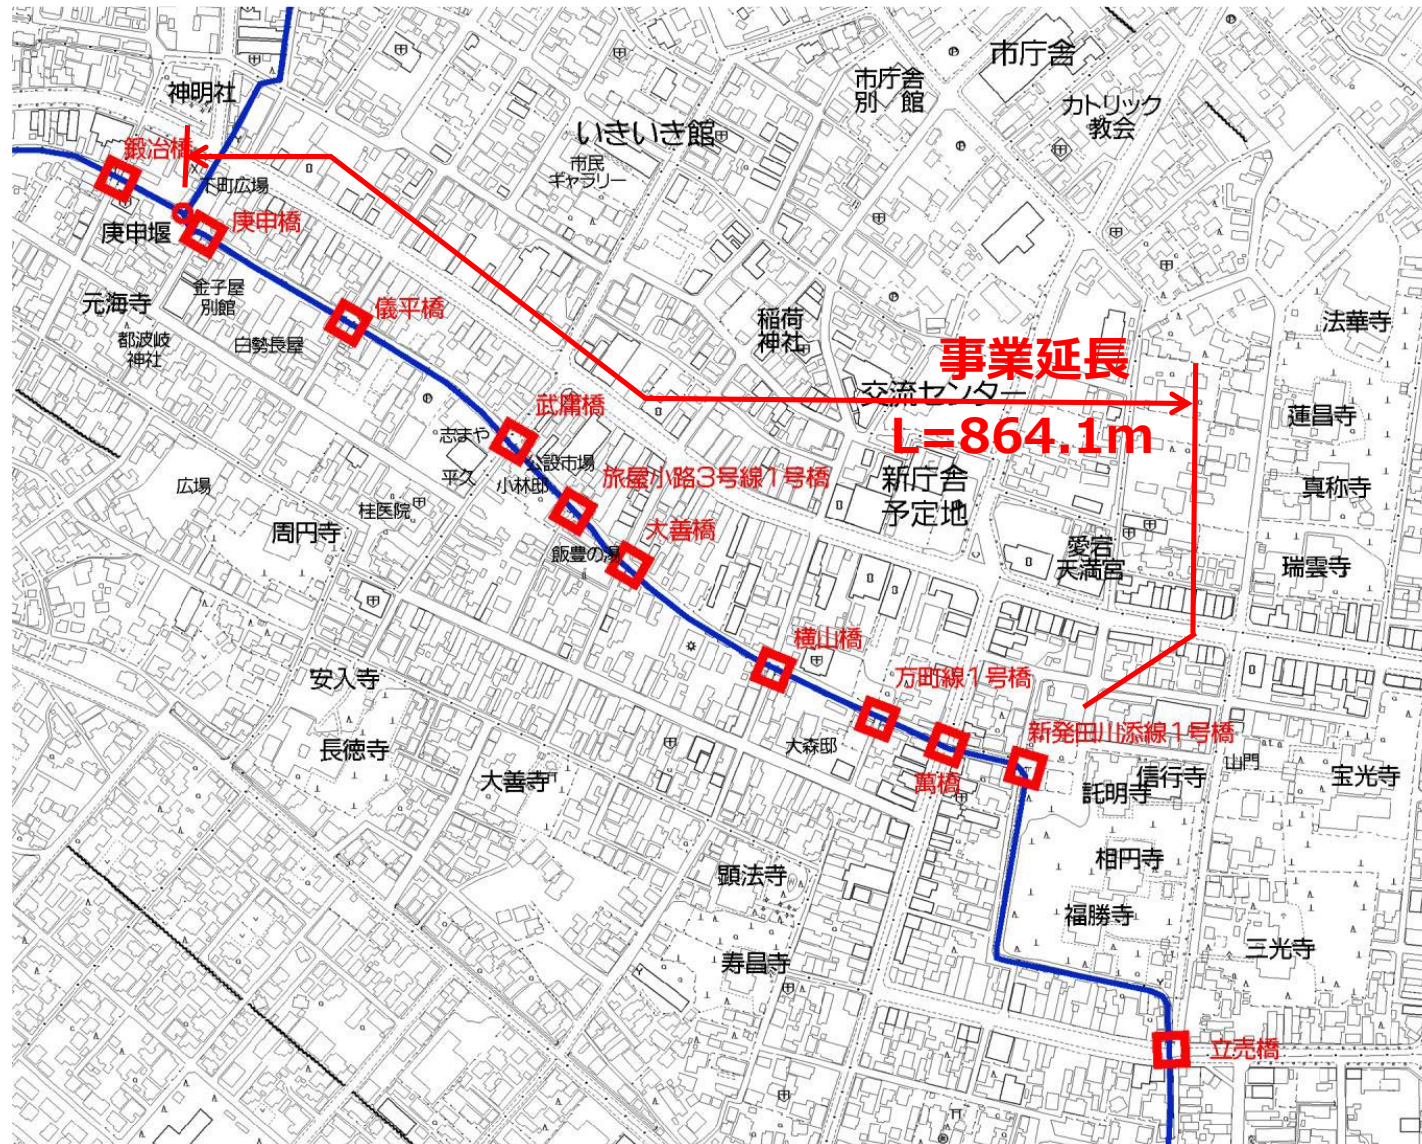 市庁舎
市庁舎
別館
カトリック
教会
神明社
いきいき館
市民
ギャラリー
鍛冶橋
下町広場
庚申堰
庚申橋
金子屋
別館
元海寺
儀平橋
都波岐
神社
白勢長屋
稲荷
神社
法華寺
事業延長
交流センター
L=864.1m
武庸橋
蓮昌寺
志まや
公設市場
平久
小林邸
旅屋小路3号線1号橋
新庁舎
予定地
真称寺
広場
桂医院
周円寺
大善橋
飯豊の湯
愛宕
天満宮
瑞雲寺
横山橋
安入寺
万町線1号橋
長徳寺
大森邸
新発田川添線1号橋
大善寺
萬橋
託明寺
信行寺
山門
宝光寺
顕法寺
相円寺
福勝寺
寿昌寺
三光寺
立売橋